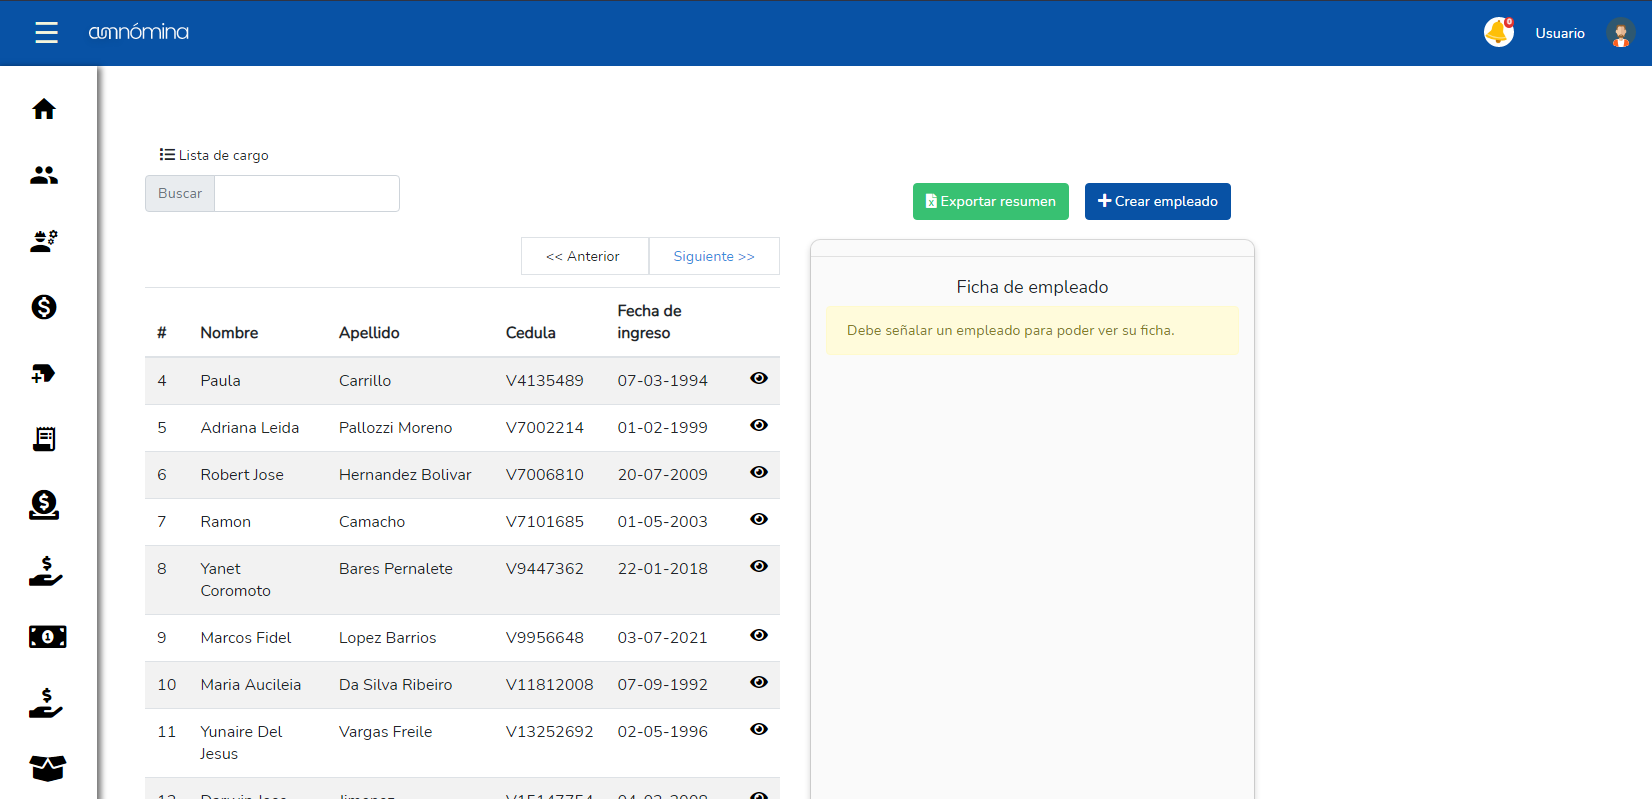 amnómina
0
Usuario
Lista de cargo
Buscar
Exportar resumen
Crear empleado
<< Anterior
Siguiente >>
Ficha de empleado
Debe señalar un empleado para poder ver su ficha.
# Nombre Apellido Cedula Fecha de ingreso
4 Paula Carrillo V4135489 07-03-1994
5 Adriana Leida Pallozzi Moreno V7002214 01-02-1999
6 Robert Jose Hernandez Bolivar V7006810 20-07-2009
7 Ramon Camacho V7101685 01-05-2003
8 Yanet Coromoto Bares Pernalete V9447362 22-01-2018
9 Marcos Fidel Lopez Barrios V9956648 03-07-2021
10 Maria Aucileia Da Silva Ribeiro V11812008 07-09-1992
11 Yunaire Del Jesus Vargas Freile V13252692 02-05-1996